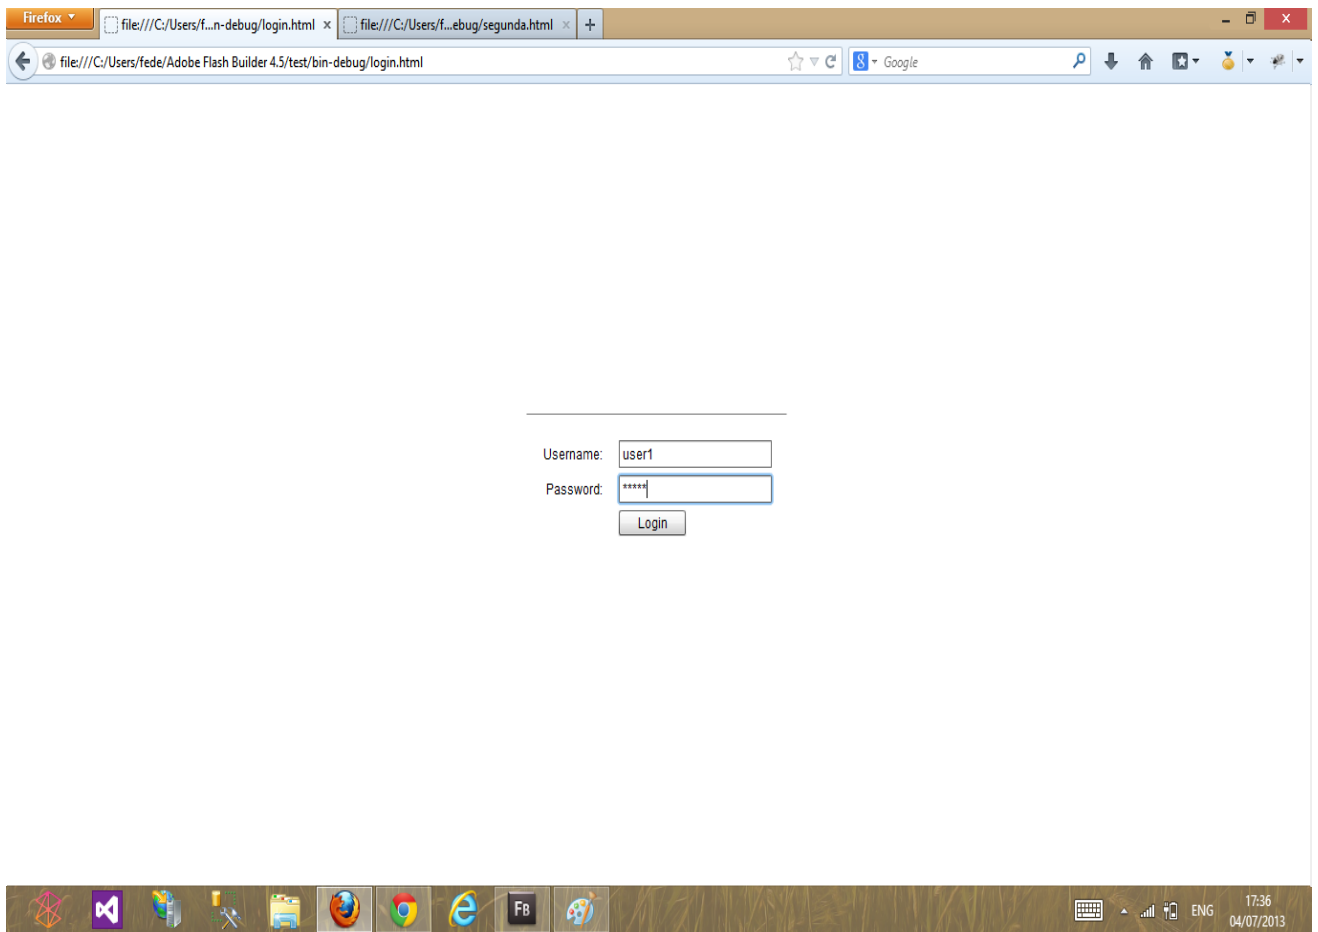 Firefox
file:///C:/Users/f...n-debug/login.html x
file:///C:/Users/f...ebug/segunda.html x +
file:///C:/Users/fede/Adobe Flash Builder 4.5/test/bin-debug/login.html
8 Google
Username: user1
Password: *****
Login
FB
ENG
17:36
04/07/2013